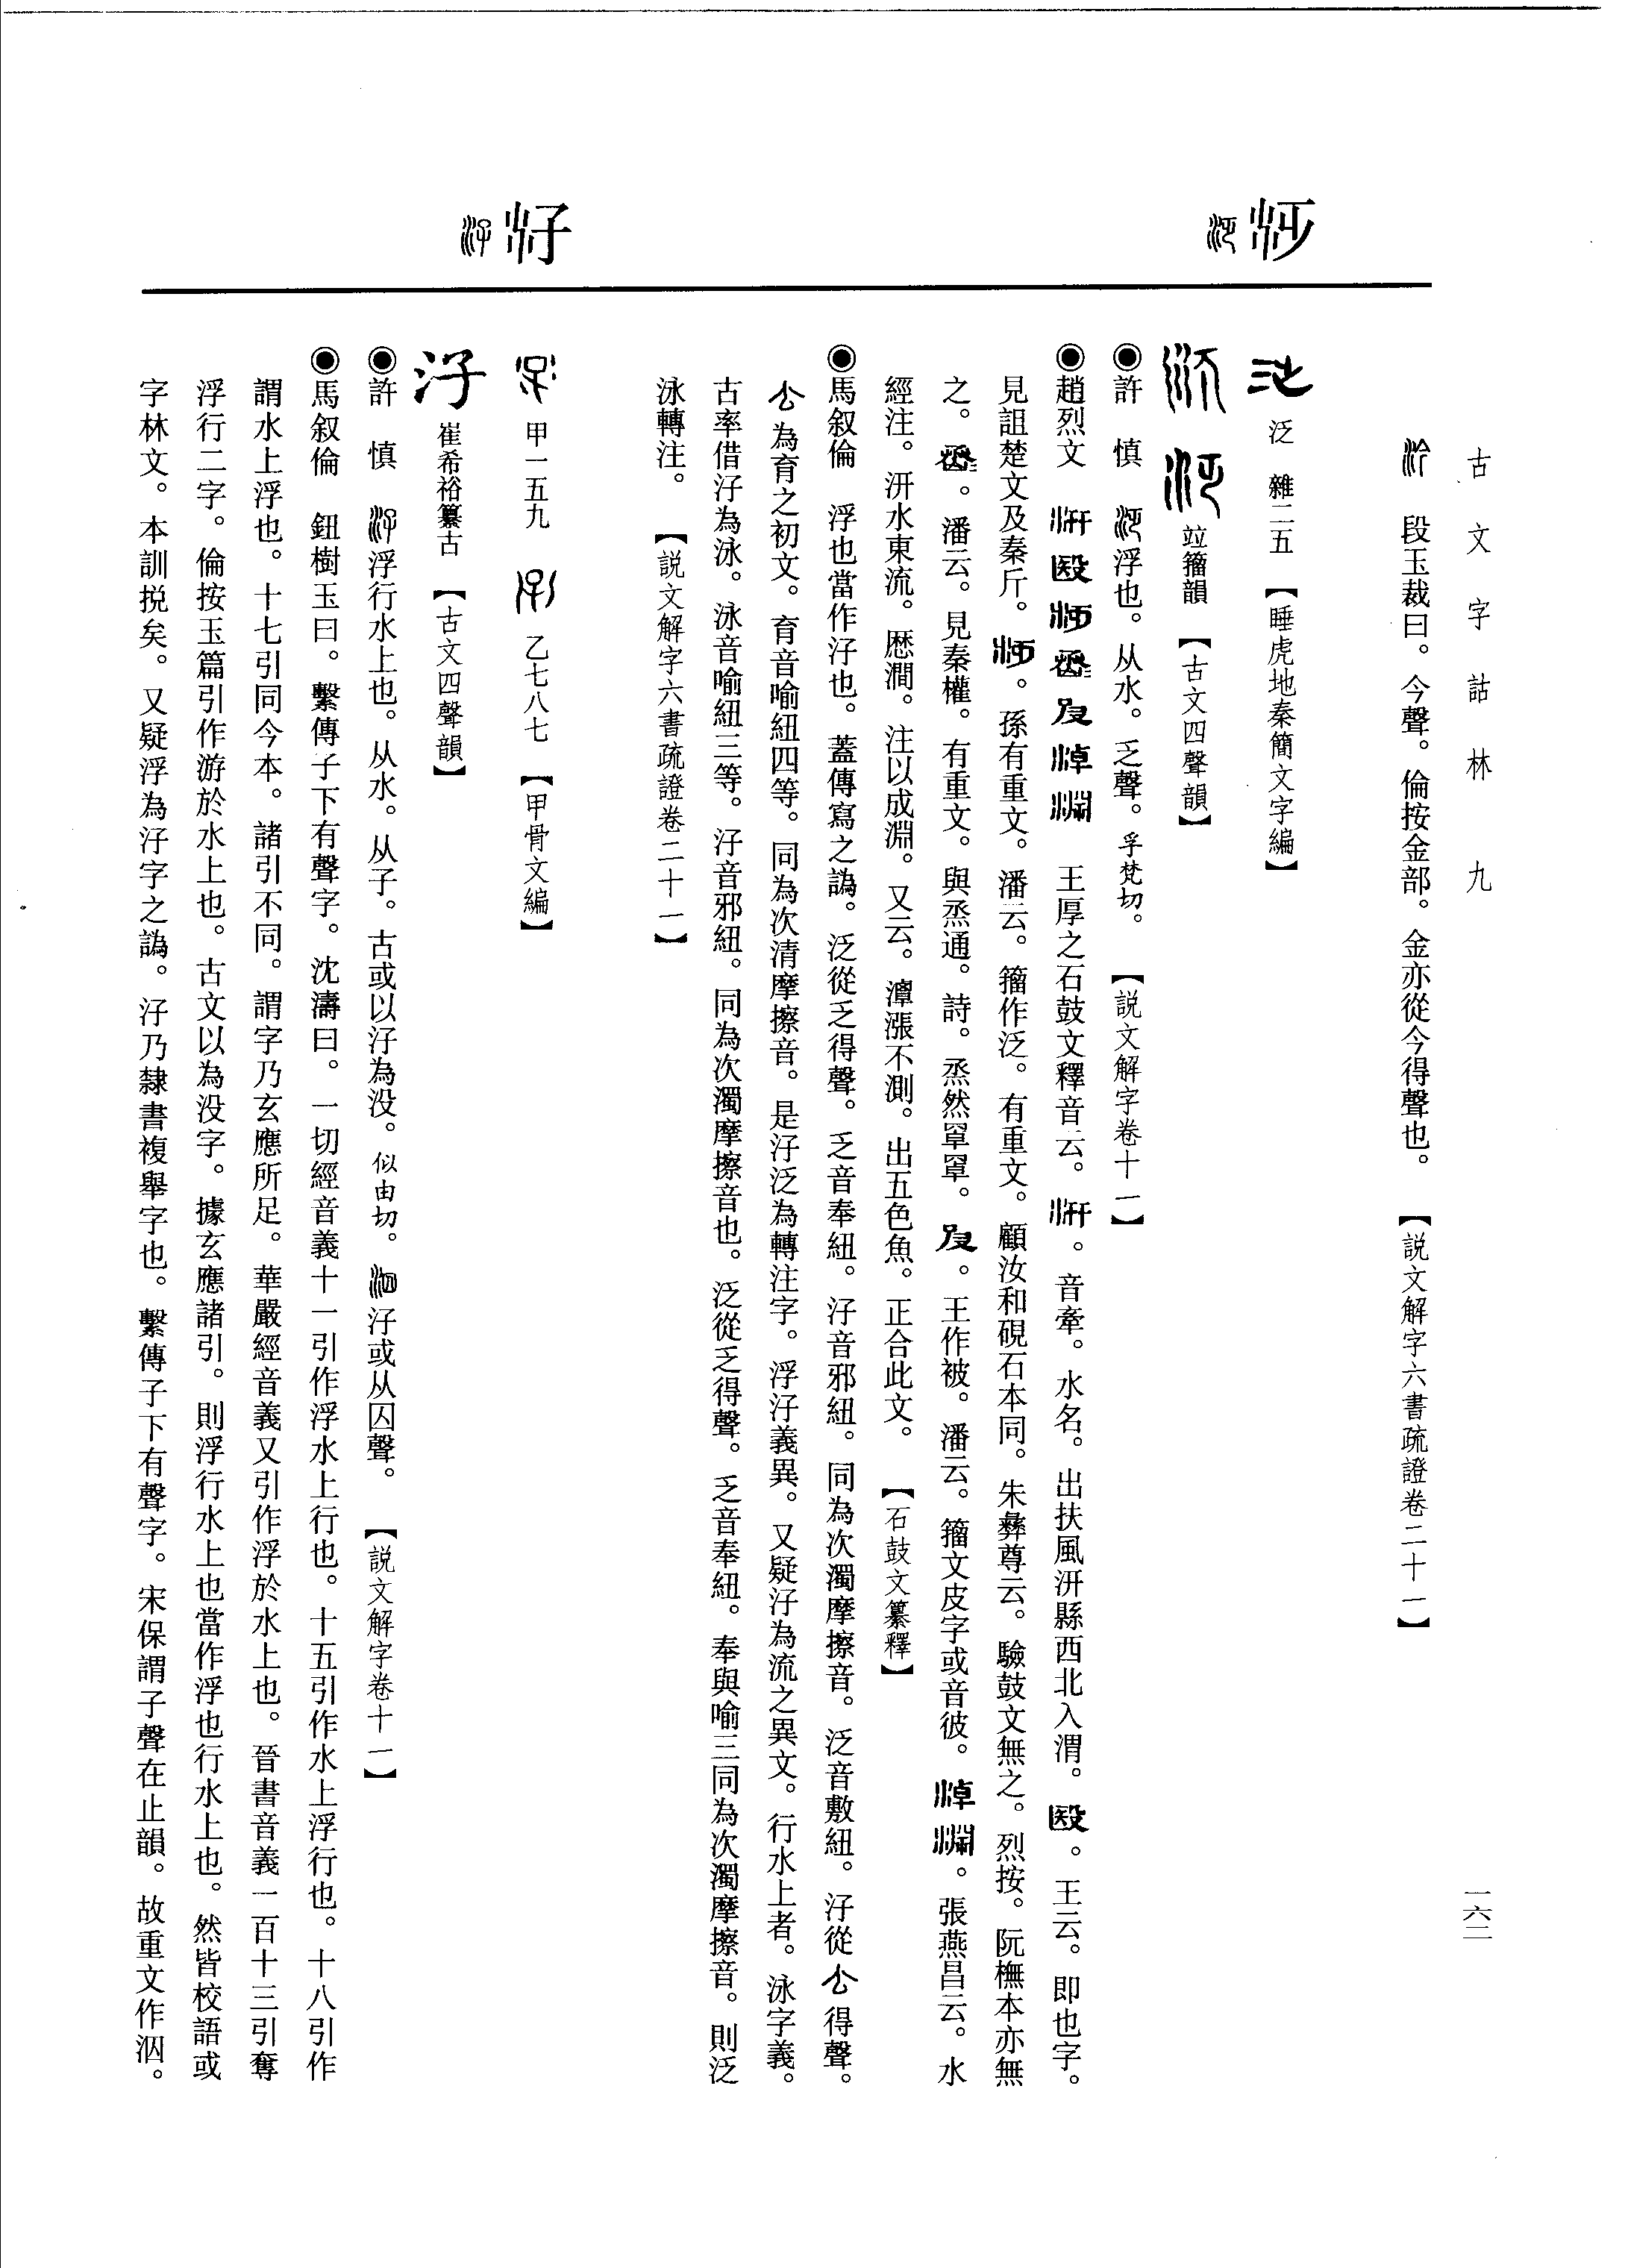 古文字詁林 九
一六二
段玉裁曰。今聲。倫按金部。金亦從今得聲也。 【説文解字六書疏證卷二十一】
泛 雜二五 【睡虎地秦簡文字編】
竝籀韻 【古文四聲韻】
◉許 慎 浮也。从水。乏聲。孚梵切。 【説文解字卷十一】
◉趙烈文 王厚之石鼓文釋音云。音牽。水名。出扶風汧縣西北入渭。王云。即也字。
見詛楚文及秦斤。孫有重文。潘云。籀作泛。有重文。顧汝和硯石本同。朱彝尊云。驗鼓文無之。烈按。阮橅本亦無
之。潘云。見秦權。有重文。與烝通。詩。烝然罩罩。王作被。潘云。籀文皮字或音彼。張燕昌云。水
經注。汧水東流。歷澗。注以成淵。又云。潭漲不測。出五色魚。正合此文。 【石鼓文纂釋】
◉馬叙倫 浮也當作汓也。蓋傳寫之譌。泛從乏得聲。乏音奉紐。汓音邪紐。同為次濁摩擦音。泛音敷紐。汓從得聲。
為育之初文。育音喻紐四等。同為次清摩擦音。是汓泛為轉注字。浮汓義異。又疑汓為流之異文。行水上者。泳字義。
古率借汓為泳。泳音喻紐三等。汓音邪紐。同為次濁摩擦音也。泛從乏得聲。乏音奉紐。奉與喻三同為次濁摩擦音。則泛
泳轉注。 【説文解字六書疏證卷二十一】
甲一五九 乙七八七 【甲骨文編】
崔希裕纂古 【古文四聲韻】
◉許 慎 浮行水上也。从水。从子。古或以汓為没。似由切。汓或从囚聲。 【説文解字卷十一】
◉馬叙倫 鈕樹玉曰。繫傳子下有聲字。沈濤曰。一切經音義十一引作浮水上行也。十五引作水上浮行也。十八引作
謂水上浮也。十七引同今本。諸引不同。謂字乃玄應所足。華嚴經音義又引作浮於水上也。晉書音義一百十三引奪
浮行二字。倫按玉篇引作游於水上也。古文以為没字。據玄應諸引。則浮行水上也當作浮也行水上也。然皆校語或
字林文。本訓捝矣。又疑浮為汓字之譌。汓乃隸書複舉字也。繫傳子下有聲字。宋保謂子聲在止韻。故重文作泅。